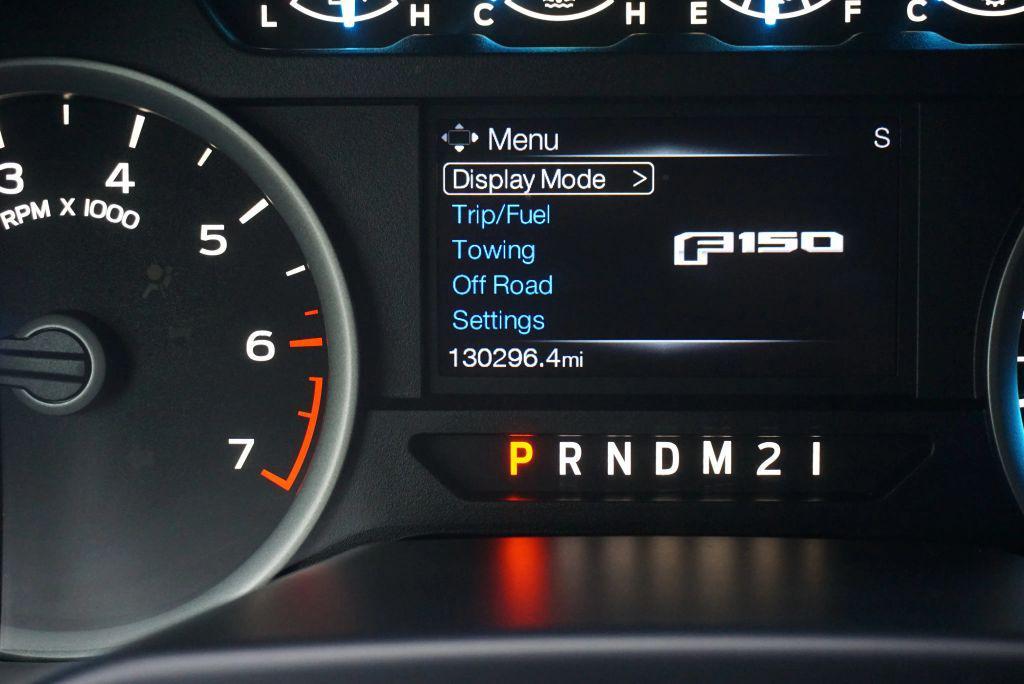 L H C H E F C
Menu S
Display Mode >
Trip/Fuel
Towing
Off Road
Settings
F150
130296.4mi
3 4 5 6 7
RPM X 1000
P R N D M 2 1